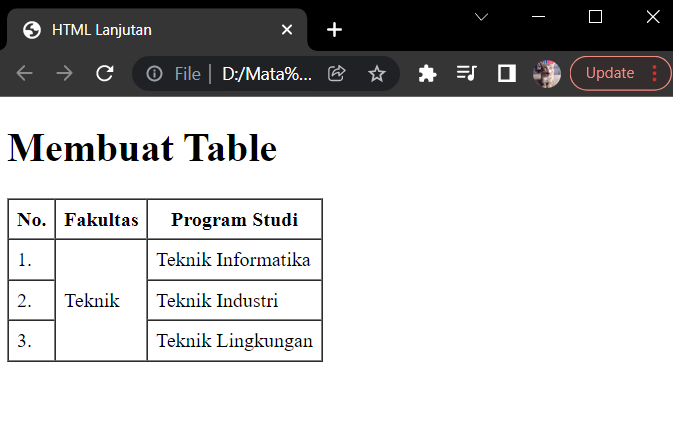 HTML Lanjutan
File | D:/Mata%... Update
Membuat Table
No. Fakultas Program Studi
1. Teknik Informatika
2. Teknik Teknik Industri
3. Teknik Lingkungan